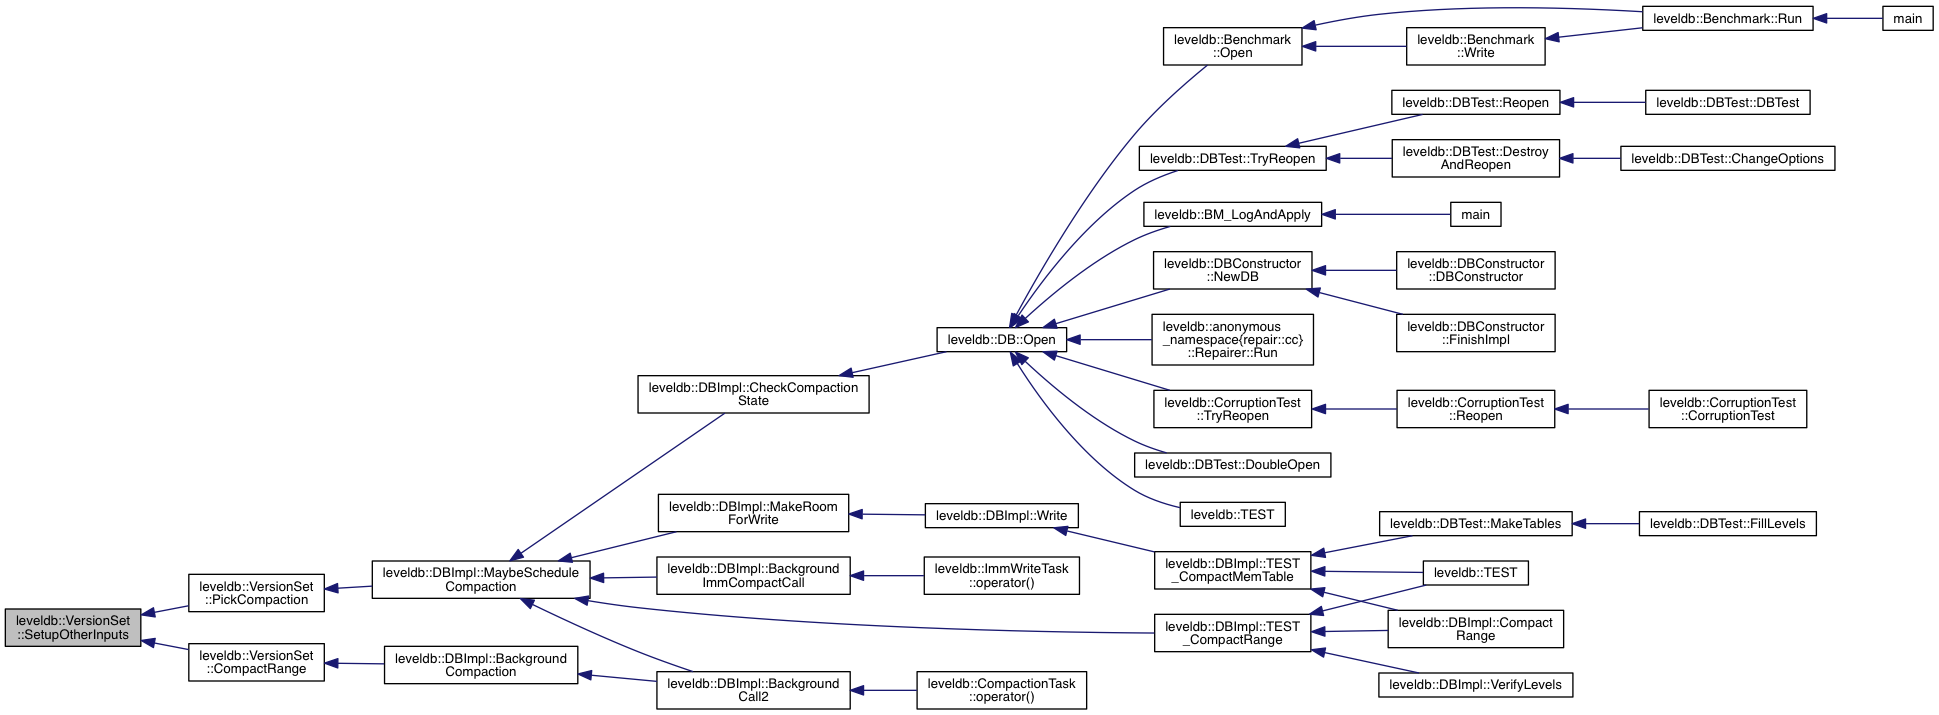 leveldb::VersionSet
::SetupOtherInputs
leveldb::VersionSet
::PickCompaction
leveldb::VersionSet
::CompactRange
leveldb::DBImpl::MaybeSchedule
Compaction
leveldb::DBImpl::Background
Compaction
leveldb::DBImpl::CheckCompaction
State
leveldb::DBImpl::MakeRoom
ForWrite
leveldb::DBImpl::Background
ImmCompactCall
leveldb::DBImpl::Background
Call2
leveldb::DB::Open
leveldb::DBImpl::Write
leveldb::ImmWriteTask
::operator()
leveldb::CompactionTask
::operator()
leveldb::Benchmark
::Open
leveldb::DBTest::TryReopen
leveldb::BM_LogAndApply
leveldb::DBConstructor
::NewDB
leveldb::anonymous
_namespace{repair::cc}
::Repairer::Run
leveldb::CorruptionTest
::TryReopen
leveldb::DBTest::DoubleOpen
leveldb::TEST
leveldb::DBImpl::TEST
_CompactMemTable
leveldb::DBImpl::TEST
_CompactRange
leveldb::Benchmark
::Write
leveldb::DBTest::Reopen
leveldb::DBTest::Destroy
AndReopen
main
leveldb::DBConstructor
::DBConstructor
leveldb::DBConstructor
::FinishImpl
leveldb::CorruptionTest
::Reopen
leveldb::DBTest::MakeTables
leveldb::TEST
leveldb::DBImpl::Compact
Range
leveldb::DBImpl::VerifyLevels
leveldb::Benchmark::Run
leveldb::DBTest::DBTest
leveldb::DBTest::ChangeOptions
leveldb::CorruptionTest
::CorruptionTest
leveldb::DBTest::FillLevels
main